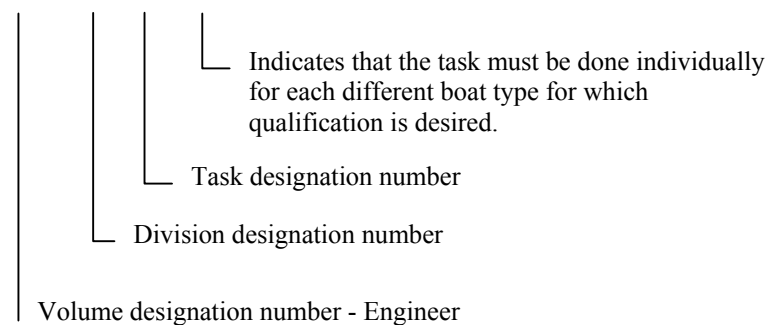 Indicates that the task must be done individually
for each different boat type for which
qualification is desired.
Task designation number
Division designation number
Volume designation number - Engineer